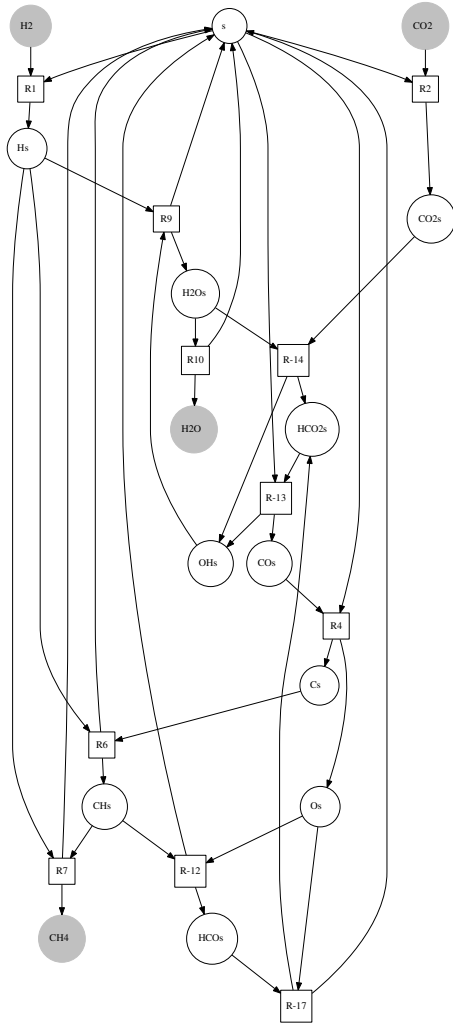 H2
s
CO2
R1
R2
Hs
R9
CO2s
H2Os
R10
R-14
H2O
HCO2s
R-13
OHs
COs
R4
Cs
R6
CHs
Os
R7
R-12
CH4
HCOs
R-17